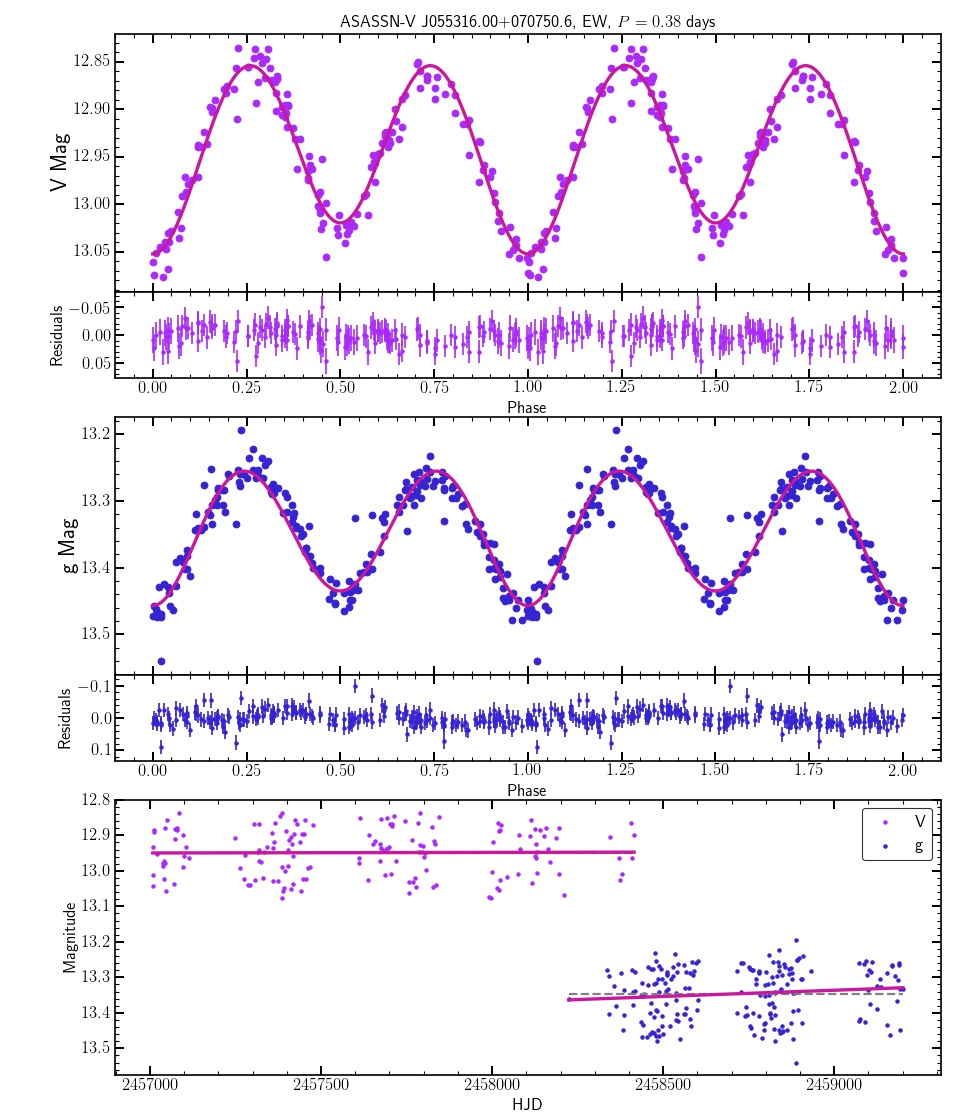 ASASSN-V J055316.00+070750.6, EW, P = 0.38 days
12.85
12.90
12.95
13.00
13.05
V Mag
−0.05
0.00
0.05
Residuals
0.00 0.25 0.50 0.75 1.00 1.25 1.50 1.75 2.00
Phase
13.2
13.3
13.4
13.5
g Mag
−0.1
0.0
0.1
Residuals
0.00 0.25 0.50 0.75 1.00 1.25 1.50 1.75 2.00
Phase
12.8
12.9
13.0
13.1
13.2
13.3
13.4
13.5
Magnitude
V
g
2457000 2457500 2458000 2458500 2459000
HJD